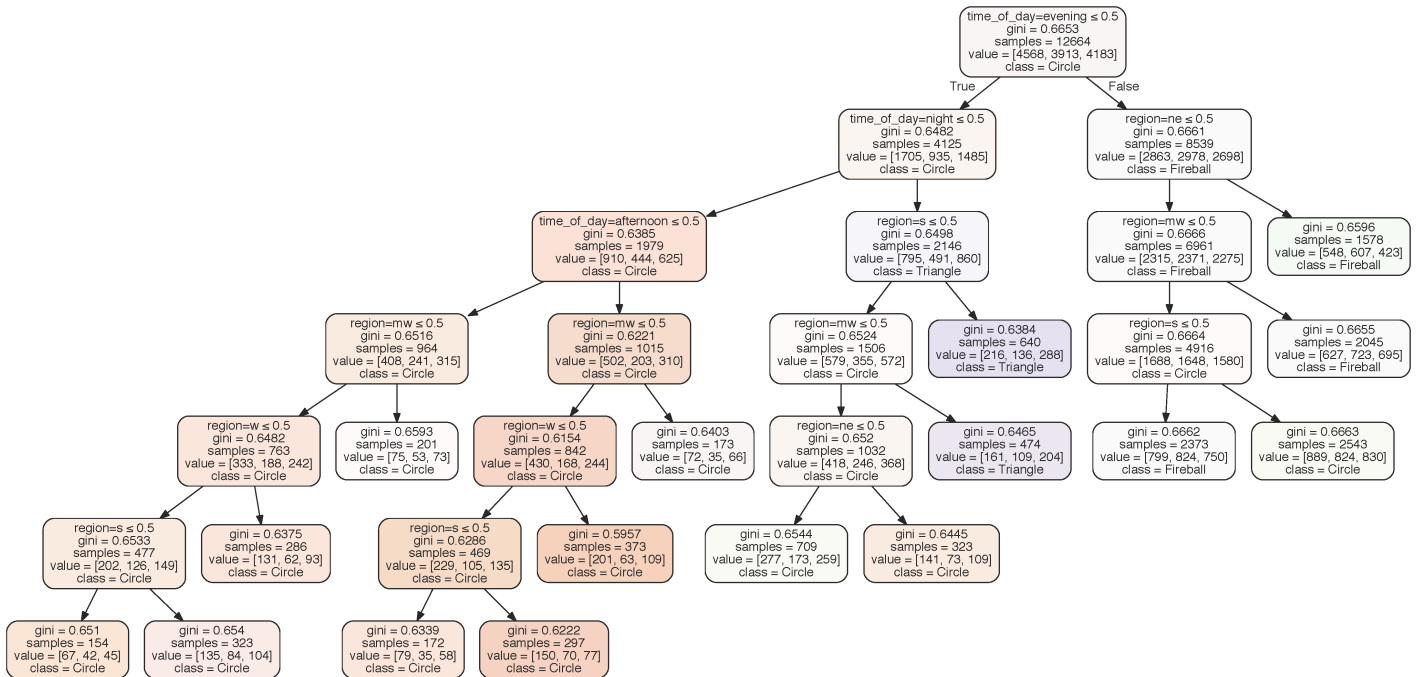 time_of_day=evening ≤ 0.5
gini = 0.6653
samples = 12664
value = [4568, 3913, 4183]
class = Circle
True
False
time_of_day=night ≤ 0.5
gini = 0.6482
samples = 4125
value = [1705, 935, 1485]
class = Circle
region=ne ≤ 0.5
gini = 0.6661
samples = 8539
value = [2863, 2978, 2698]
class = Fireball
time_of_day=afternoon ≤ 0.5
gini = 0.6385
samples = 1979
value = [910, 444, 625]
class = Circle
region=s ≤ 0.5
gini = 0.6498
samples = 2146
value = [795, 491, 860]
class = Triangle
region=mw ≤ 0.5
gini = 0.6666
samples = 6961
value = [2315, 2371, 2275]
class = Fireball
gini = 0.6596
samples = 1578
value = [548, 607, 423]
class = Fireball
region=mw ≤ 0.5
gini = 0.6516
samples = 964
value = [408, 241, 315]
class = Circle
region=mw ≤ 0.5
gini = 0.6221
samples = 1015
value = [502, 203, 310]
class = Circle
region=mw ≤ 0.5
gini = 0.6524
samples = 1506
value = [579, 355, 572]
class = Circle
gini = 0.6384
samples = 640
value = [216, 136, 288]
class = Triangle
region=s ≤ 0.5
gini = 0.6664
samples = 4916
value = [1688, 1648, 1580]
class = Circle
gini = 0.6655
samples = 2045
value = [627, 723, 695]
class = Fireball
region=w ≤ 0.5
gini = 0.6482
samples = 763
value = [333, 188, 242]
class = Circle
gini = 0.6593
samples = 201
value = [75, 53, 73]
class = Circle
region=w ≤ 0.5
gini = 0.6154
samples = 842
value = [430, 168, 244]
class = Circle
gini = 0.6403
samples = 173
value = [72, 35, 66]
class = Circle
region=ne ≤ 0.5
gini = 0.652
samples = 1032
value = [418, 246, 368]
class = Circle
gini = 0.6465
samples = 474
value = [161, 109, 204]
class = Triangle
gini = 0.6662
samples = 2373
value = [799, 824, 750]
class = Fireball
gini = 0.6663
samples = 2543
value = [889, 824, 830]
class = Circle
region=s ≤ 0.5
gini = 0.6533
samples = 477
value = [202, 126, 149]
class = Circle
gini = 0.6375
samples = 286
value = [131, 62, 93]
class = Circle
region=s ≤ 0.5
gini = 0.6286
samples = 469
value = [229, 105, 135]
class = Circle
gini = 0.5957
samples = 373
value = [201, 63, 109]
class = Circle
gini = 0.6544
samples = 709
value = [277, 173, 259]
class = Circle
gini = 0.6445
samples = 323
value = [141, 73, 109]
class = Circle
gini = 0.651
samples = 154
value = [67, 42, 45]
class = Circle
gini = 0.654
samples = 323
value = [135, 84, 104]
class = Circle
gini = 0.6339
samples = 172
value = [79, 35, 58]
class = Circle
gini = 0.6222
samples = 297
value = [150, 70, 77]
class = Circle